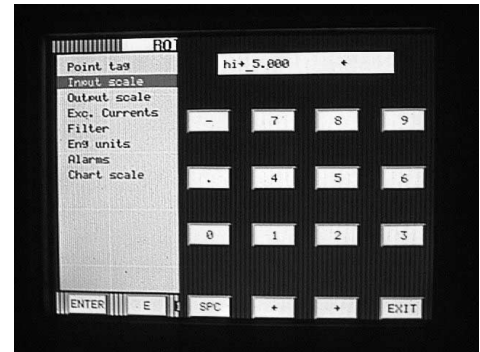 RO
hi+_5.000 ←
Point tag
Input scale
Output scale
Exc. Currents
Filter
Eng units
Alarms
Chart scale
- 7 8 9
. 4 5 6
0 1 2 3
ENTER E SPC ← → EXIT